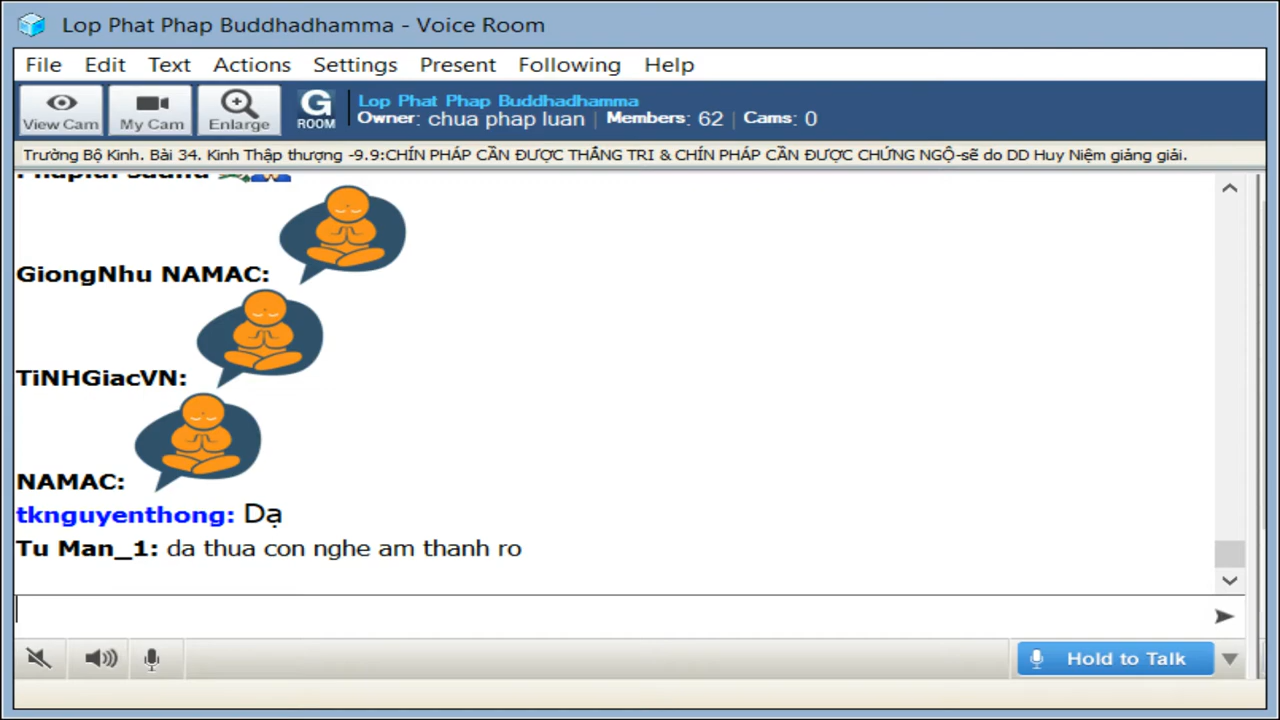 Lop Phat Phap Buddhadhamma - Voice Room
File Edit Text Actions Settings Present Following Help
View Cam My Cam Enlarge G ROOM
Lop Phat Phap Buddhadhamma
Owner: chua phap luan | Members: 62 | Cams: 0
Trường Bộ Kinh. Bài 34. Kinh Thập thượng -9.9:CHÍN PHÁP CẦN ĐƯỢC THẮNG TRI & CHÍN PHÁP CẦN ĐƯỢC CHỨNG NGỘ-sẽ do DD Huy Niệm giảng giải.
GiongNhu NAMAC:
TiNHGiacVN:
NAMAC:
tknguyenthong: Dạ
Tu Man_1: da thua con nghe am thanh ro
Hold to Talk